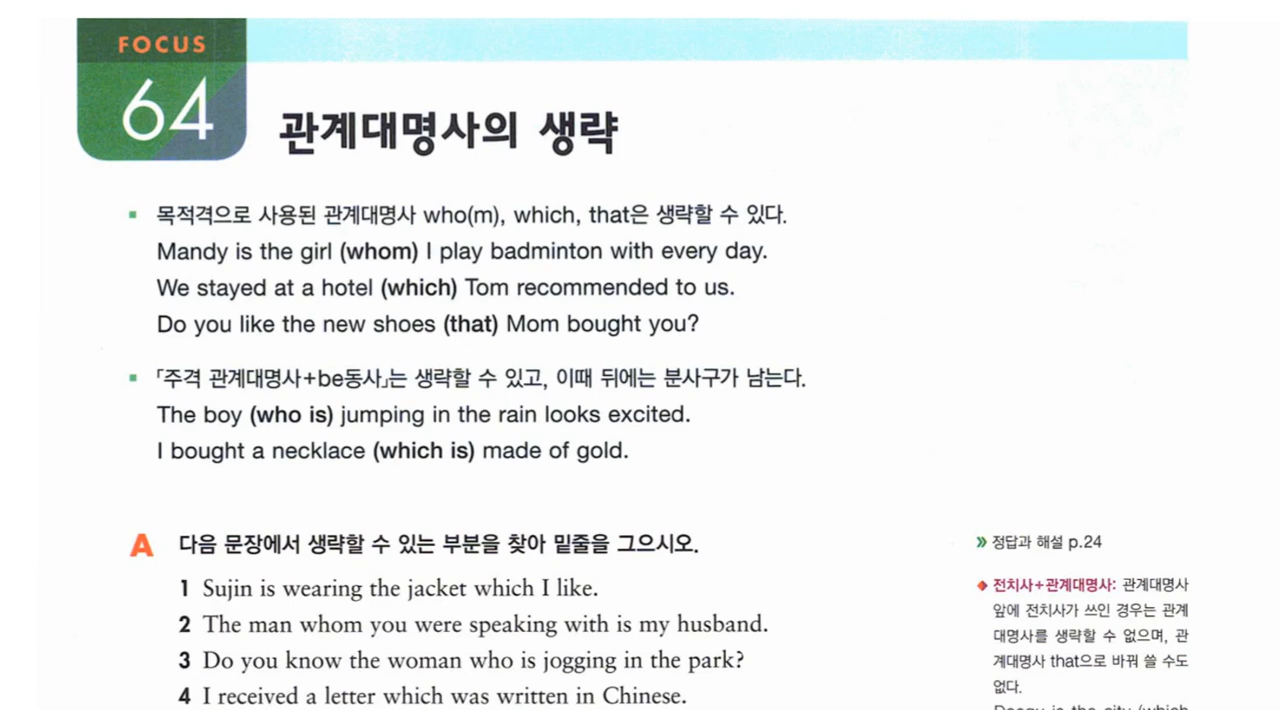 FOCUS
64
관계대명사의 생략
▪ 목적격으로 사용된 관계대명사 who(m), which, that은 생략할 수 있다.
Mandy is the girl (whom) I play badminton with every day.
We stayed at a hotel (which) Tom recommended to us.
Do you like the new shoes (that) Mom bought you?
▪ 「주격 관계대명사+be동사」는 생략할 수 있고, 이때 뒤에는 분사구가 남는다.
The boy (who is) jumping in the rain looks excited.
I bought a necklace (which is) made of gold.
A 다음 문장에서 생략할 수 있는 부분을 찾아 밑줄을 그으시오.
1 Sujin is wearing the jacket which I like.
2 The man whom you were speaking with is my husband.
3 Do you know the woman who is jogging in the park?
4 I received a letter which was written in Chinese.
» 정답과 해설 p.24
◆ 전치사+관계대명사: 관계대명사
앞에 전치사가 쓰인 경우는 관계
대명사를 생략할 수 없으며, 관
계대명사 that으로 바꿔 쓸 수도
없다.
is the city (which